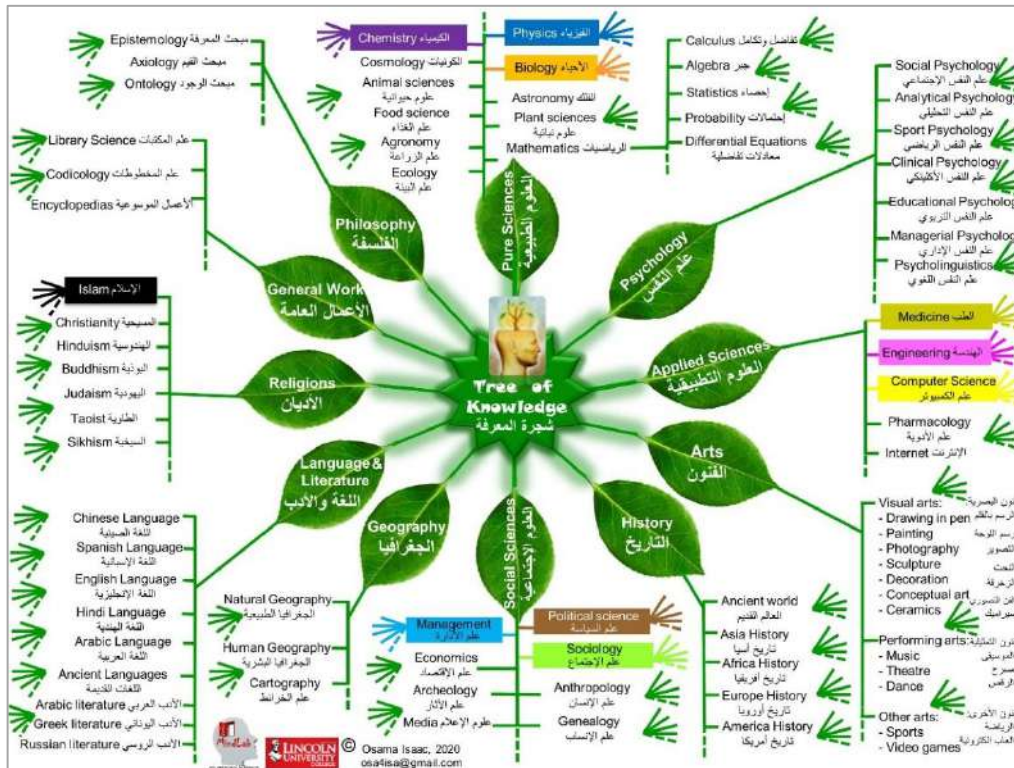 Epistemology مبحث المعرفة
Axiology مبحث القيم
Ontology مبحث الوجود
Library Science علم المكتبات
Codicology علم المخطوطات
Encyclopedias الأعمال الموسوعية
Philosophy
الفلسفة
General Work
الأعمال العامة
Chemistry الكيمياء
Cosmology الكونيات
Animal sciences
علوم حيوانية
Food science
علم الغذاء
Agronomy
علم الزراعة
Ecology
علم البيئة
Physics الفيزياء
Biology الأحياء
Astronomy الفلك
Plant sciences
علوم نباتية
Mathematics الرياضيات
Pure Sciences
العلوم الطبيعية
Calculus تفاضل وتكامل
Algebra جبر
Statistics إحصاء
Probability إحتمالات
Differential Equations
معادلات تفاضلية
Psychology
علم النفس
Social Psychology
علم النفس الإجتماعي
Analytical Psychology
علم النفس التحليلي
Sport Psychology
علم النفس الرياضي
Clinical Psychology
علم النفس الأكلينكي
Educational Psycholog
علم النفس التربوي
Managerial Psycholog
علم النفس الإداري
Psycholinguistics
علم النفس اللغوي
Islam الإسلام
Christianity المسيحية
Hinduism الهندوسية
Buddhism البوذية
Judaism اليهودية
Taoist الطاوية
Sikhism السيخية
Religions
الأديان
Tree of
Knowledge
شجرة المعرفة
Applied Sciences
العلوم التطبيقية
Medicine الطب
Engineering الهندسة
Computer Science
علم الكمبيوتر
Pharmacology
علم الأدوية
Internet الإنترنت
Language &
Literature
اللغة والأدب
Chinese Language
اللغة الصينية
Spanish Language
اللغة الإسبانية
English Language
اللغة الإنجليزية
Hindi Language
اللغة الهندية
Arabic Language
اللغة العربية
Ancient Languages
اللغات القديمة
Arabic literature الأدب العربي
Greek literature الأدب اليوناني
Russian literature الأدب الروسي
Geography
الجغرافيا
Natural Geography
الجغرافيا الطبيعية
Human Geography
الجغرافيا البشرية
Cartography
علم الخرائط
Social Sciences
العلوم الإجتماعية
Management
علم الأدارة
Economics
علم الاقتصاد
Archeology
علم الآثار
Media علوم الإعلام
Political science
علم السياسة
Sociology
علم الإجتماع
Anthropology
علم الإنسان
Genealogy
علم الإنساب
History
التاريخ
Ancient world
العالم القديم
Asia History
تاريخ أسيا
Africa History
تاريخ أفريقيا
Europe History
تاريخ أوروبا
America History
تاريخ أمريكا
Arts
الفنون
Visual arts:
- Drawing in pen
- Painting
- Photography
- Sculpture
- Decoration
- Conceptual art
- Ceramics
Performing arts:
- Music
- Theatre
- Dance
Other arts:
- Sports
- Video games
MindLab
LINCOLN
UNIVERSITY
COLLEGE
© Osama Isaac, 2020
osa4isa@gmail.com